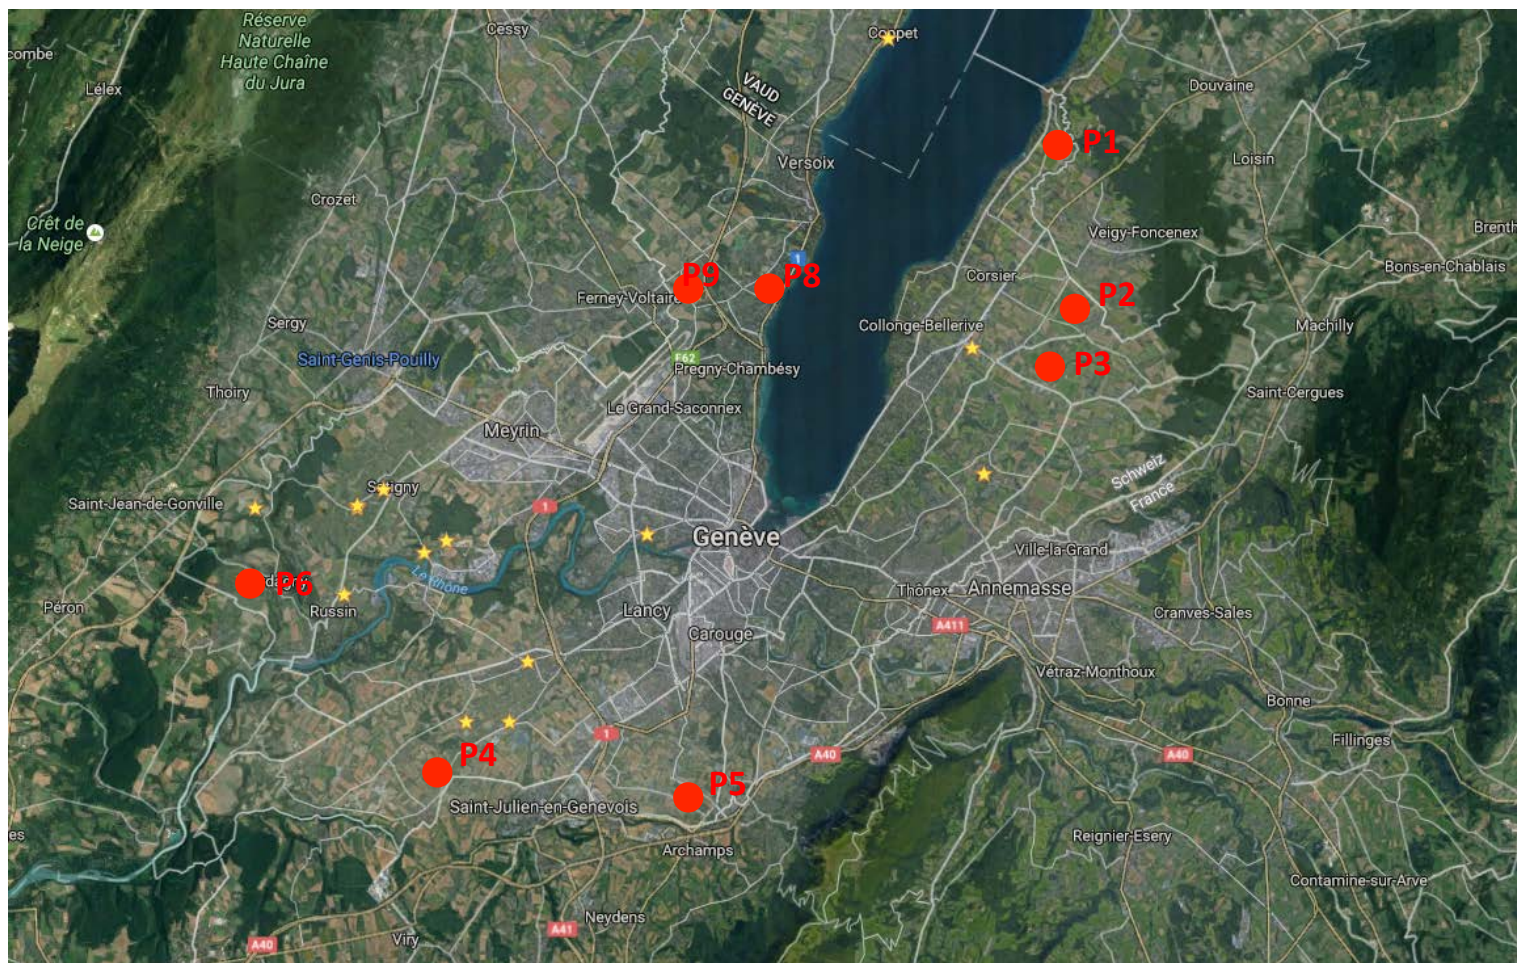 Réserve
Naturelle
Haute Chaîne
du Jura
Cessy
Coppet
combe
Lélex
VAUD
GENÈVE
Douvaine
P1
Versoix
Loisin
Crozet
Crêt de
la Neige
Veigy-Foncenex
Brenth
1
Bons-en-Chablais
P9
P8
Corsier
Ferney-Voltaire
P2
Sergy
Collonge-Bellerive
Machilly
Saint-Genis-Pouilly
E62
Pregny-Chambésy
P3
Thoiry
Saint-Cergues
Le Grand-Saconnex
Meyrin
Schweiz
France
Satigny
Saint-Jean-de-Gonville
1
Genève
Ville-la-Grand
Le Rhône
P6
Thônex
Annemasse
Péron
Russin
Lancy
Cranves-Sales
A411
Carouge
Vétraz-Monthoux
Bonne
1
Fillinges
P4
A40
A40
P5
Saint-Julien-en-Genevois
es
Reignier-Esery
Archamps
Contamine-sur-Arve
Neydens
A41
Viry
A40